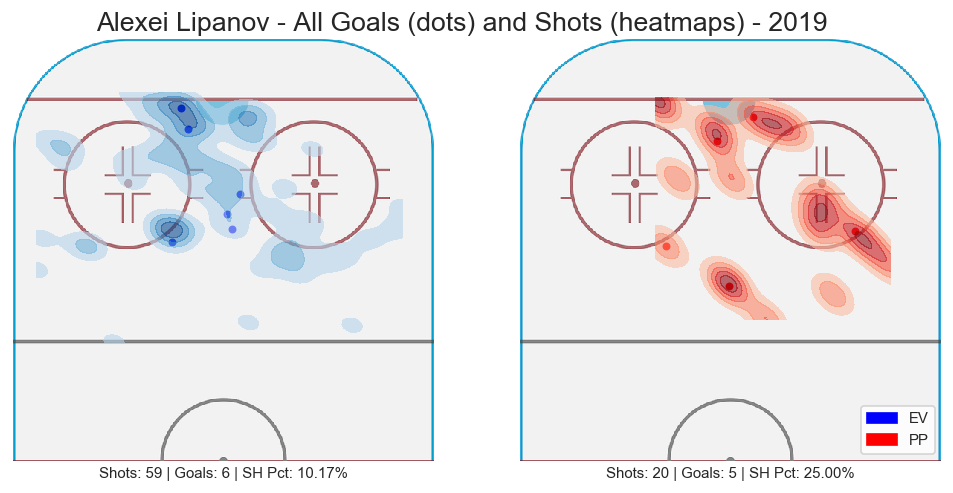 Alexei Lipanov - All Goals (dots) and Shots (heatmaps) - 2019
EV
PP
Shots: 59 | Goals: 6 | SH Pct: 10.17%
Shots: 20 | Goals: 5 | SH Pct: 25.00%